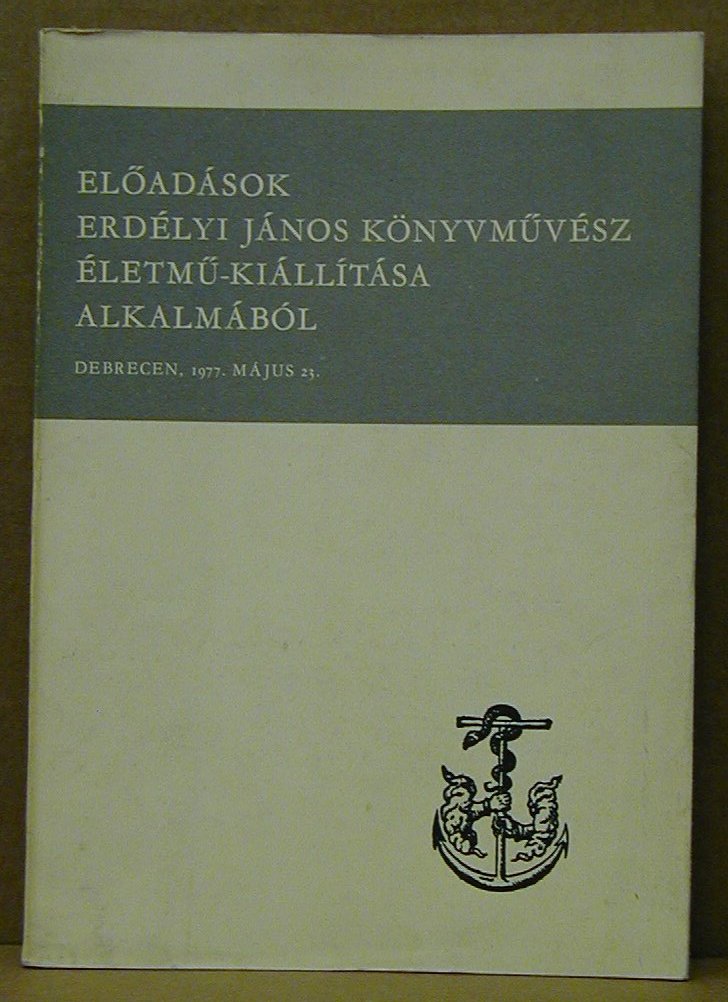 ELŐADÁSOK
ERDÉLYI JÁNOS KÖNYVMŰVÉSZ
ÉLETMŰ-KIÁLLÍTÁSA
ALKALMÁBÓL
DEBRECEN, 1977. MÁJUS 23.